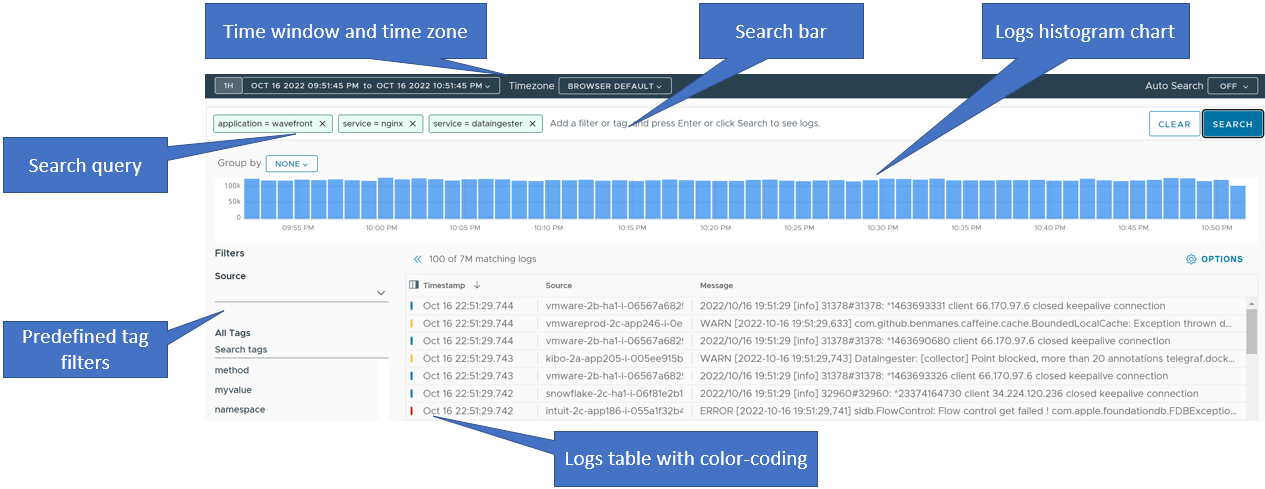 Time window and time zone
Search bar
Logs histogram chart
1H
OCT 16 2022 09:51:45 PM to OCT 16 2022 10:51:45 PM
Timezone
BROWSER DEFAULT
Auto Search
OFF
application = wavefront ✕
service = nginx ✕
service = dataingester ✕
Add a filter or tag, and press Enter or click Search to see logs.
CLEAR
SEARCH
Search query
Group by
NONE
100k
50k
0
09:55 PM
10:00 PM
10:05 PM
10:10 PM
10:15 PM
10:20 PM
10:25 PM
10:30 PM
10:35 PM
10:40 PM
10:45 PM
10:50 PM
Filters
Source
Predefined tag
filters
All Tags
Search tags
method
myvalue
namespace
100 of 7M matching logs
OPTIONS
Timestamp ↓ Source Message
Oct 16 22:51:29.744 vmware-2b-ha1-i-06567a6829 2022/10/16 19:51:29 [info] 31378#31378: *1463693331 client 66.170.97.6 closed keepalive connection
Oct 16 22:51:29.744 vmwareprod-2c-app246-i-0e WARN [2022-10-16 19:51:29,633] com.github.benmanes.caffeine.cache.BoundedLocalCache: Exception thrown d...
Oct 16 22:51:29.744 vmware-2b-ha1-i-06567a6829 2022/10/16 19:51:29 [info] 31378#31378: *1463690680 client 66.170.97.6 closed keepalive connection
Oct 16 22:51:29.743 kibo-2a-app205-i-005ee915b WARN [2022-10-16 19:51:29,743] DataIngester: [collector] Point blocked, more than 20 annotations telegraf.dock...
Oct 16 22:51:29.743 vmware-2b-ha1-i-06567a6829 2022/10/16 19:51:29 [info] 31378#31378: *1463693326 client 66.170.97.6 closed keepalive connection
Oct 16 22:51:29.742 snowflake-2c-ha1-i-06f81e2b1 2022/10/16 19:51:29 [info] 32960#32960: *23374164730 client 34.224.120.236 closed keepalive connection
Oct 16 22:51:29.742 intuit-2c-app186-i-055a1f32b4 ERROR [2022-10-16 19:51:29,741] sldb.FlowControl: Flow control get failed ! com.apple.foundationdb.FDBExceptio...
Logs table with color-coding